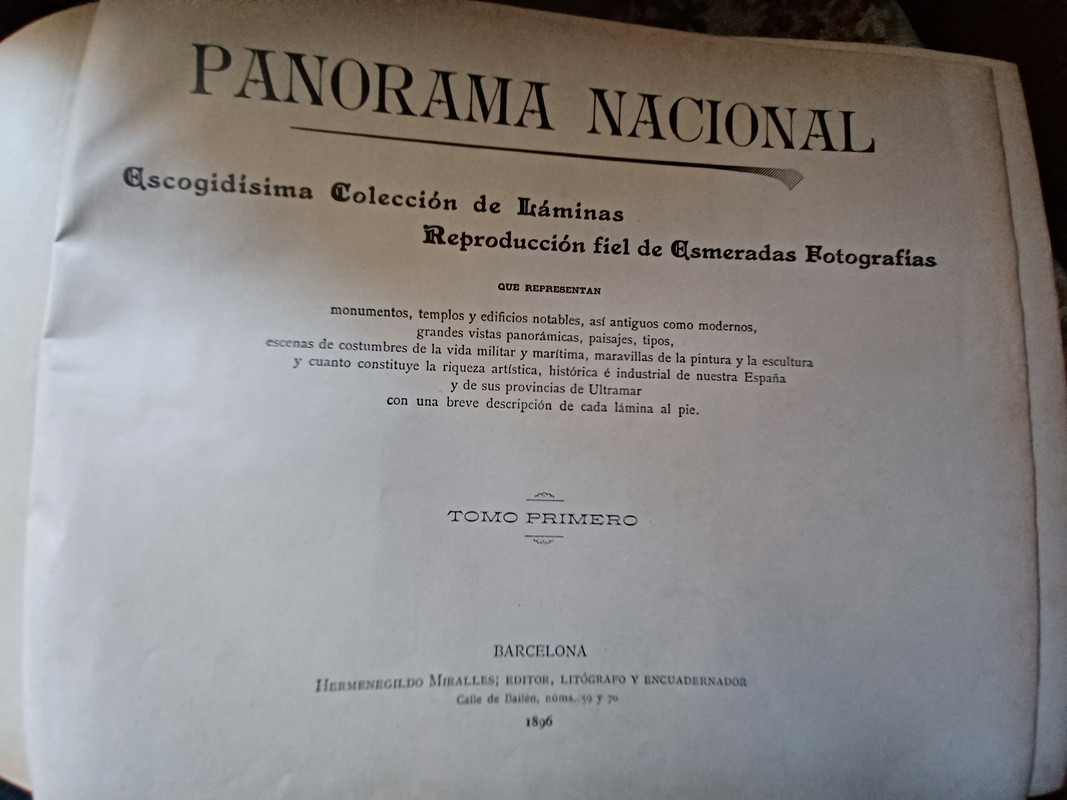 PANORAMA NACIONAL
Escogidísima Colección de Láminas
Reproducción fiel de Esmeradas Fotografías
QUE REPRESENTAN
monumentos, templos y edificios notables, así antiguos como modernos,
grandes vistas panorámicas, paisajes, tipos,
escenas de costumbres de la vida militar y marítima, maravillas de la pintura y la escultura
y cuanto constituye la riqueza artística, histórica é industrial de nuestra España
y de sus provincias de Ultramar
con una breve descripción de cada lámina al pie.
TOMO PRIMERO
BARCELONA
HERMENEGILDO MIRALLES; EDITOR, LITÓGRAFO Y ENCUADERNADOR
Calle de Bailén, núms. 59 y 70
1896